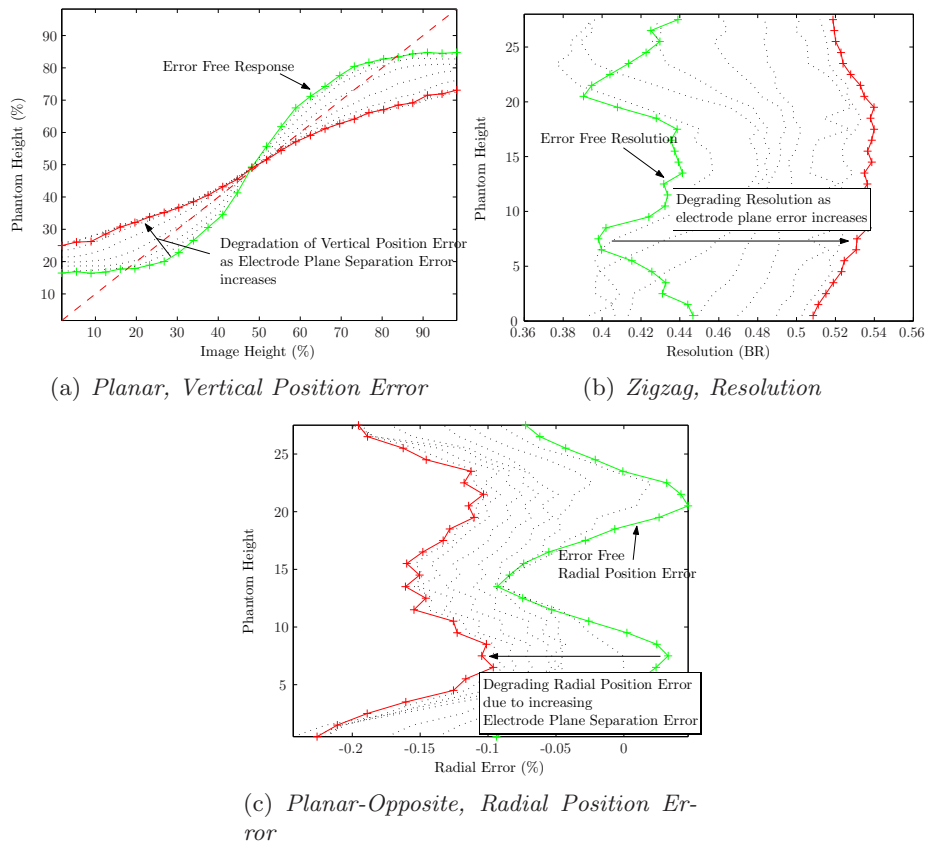 90
80
70
60
50
40
30
20
10
Phantom Height (%)
Error Free Response
Degradation of Vertical Position Error
as Electrode Plane Separation Error
increases
10 20 30 40 50 60 70 80 90
Image Height (%)
(a) Planar, Vertical Position Error
25
20
15
10
5
0
Phantom Height
Error Free Resolution
Degrading Resolution as
electrode plane error increases
0.36 0.38 0.4 0.42 0.44 0.46 0.48 0.5 0.52 0.54 0.56
Resolution (BR)
(b) Zigzag, Resolution
25
20
15
10
5
Phantom Height
Error Free
Radial Position Error
Degrading Radial Position Error
due to increasing
Electrode Plane Separation Error
-0.2 -0.15 -0.1 -0.05 0
Radial Error (%)
(c) Planar-Opposite, Radial Position Er-
ror